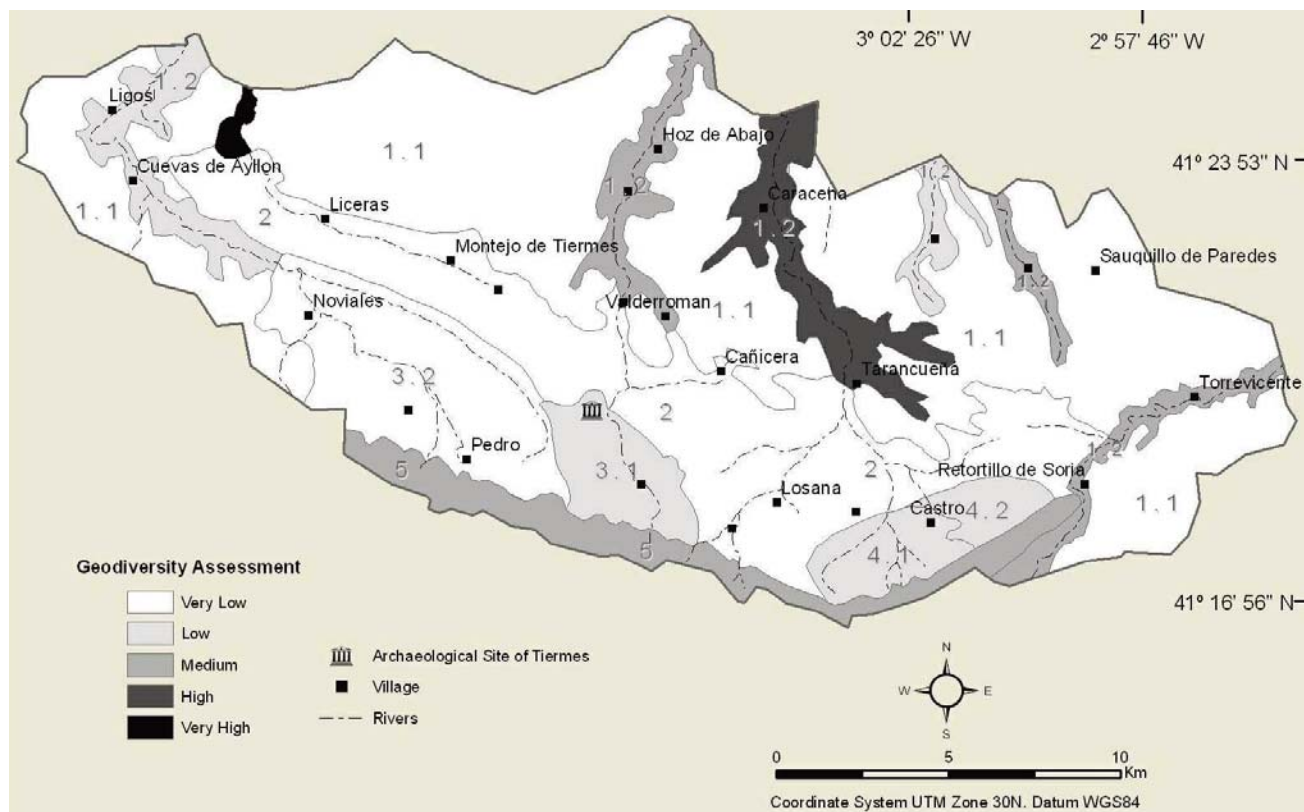 3º 02' 26" W
2º 57' 46" W
1.2
Ligos
Hoz de Abajo
1.1
41º 23' 53" N
Cuevas de Ayllon
1.2
1.2
Caracena
1.1
2
Liceras
1.2
Montejo de Tiermes
Sauquillo de Paredes
1.2
Noviales
Valderroman
1.1
1.1
Cañicera
Tarancueña
3.2
Torrevicente
2
Pedro
1.2
5
3.1
2
Retortillo de Soria
Losana
1.1
Castro
4.2
5
4.1
Geodiversity Assessment
Very Low
41º 16' 56" N
Low
Medium
Archaeological Site of Tiermes
High
Village
Very High
Rivers
N
W
E
S
0
5
10
Km
Coordinate System UTM Zone 30N. Datum WGS84